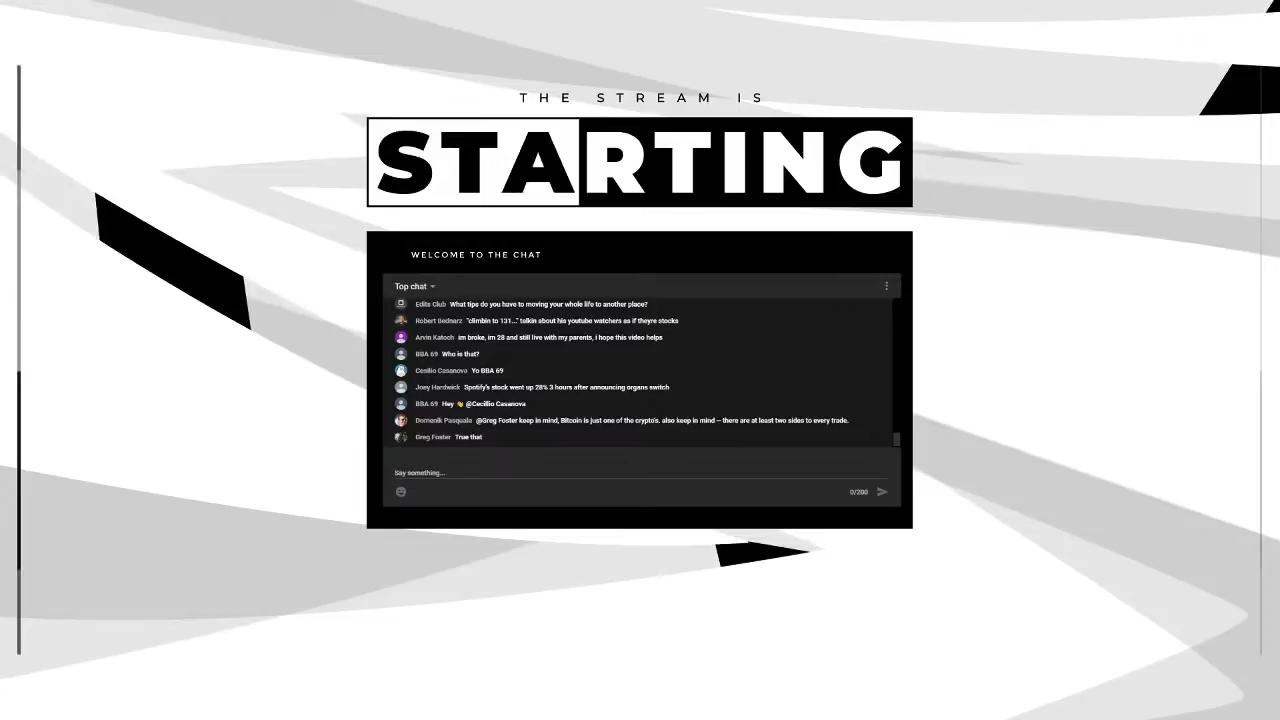 THE STREAM IS
STARTING
WELCOME TO THE CHAT
Top chat
Edits Club What tips do you have to moving your whole life to another place?
Robert Bednarz "climbin to 131..." talkin about his youtube watchers as if theyre stocks
Arvin Katoch im broke, im 28 and still live with my parents, i hope this video helps
BBA 69 Who is that?
Cesilio Casanova Yo BBA 69
Joey Hardwick Spotify's stock went up 28% 3 hours after announcing organs switch
BBA 69 Hey 👋 @Cecillio Casanova
Domenik Pasquale @Greg Foster keep in mind, Bitcoin is just one of the crypto's. also keep in mind – there are at least two sides to every trade.
Greg Foster True that
Say something...
0/200